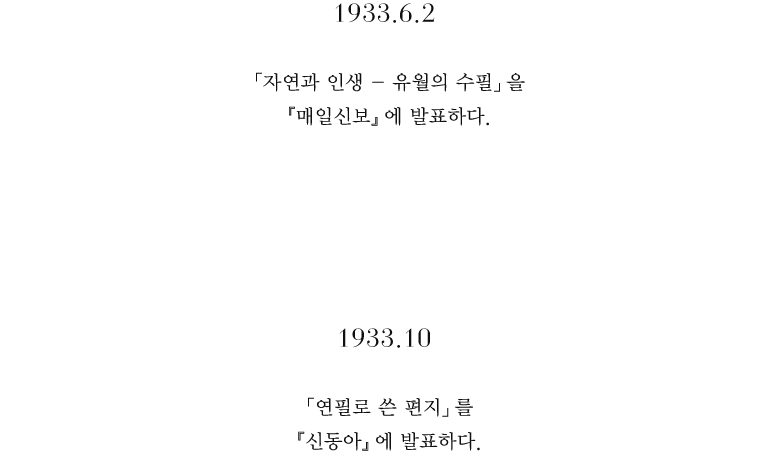 1933.6.2
「자연과 인생 – 유월의 수필」을
『매일신보』에 발표하다.
1933.10
「연필로 쓴 편지」를
『신동아』에 발표하다.